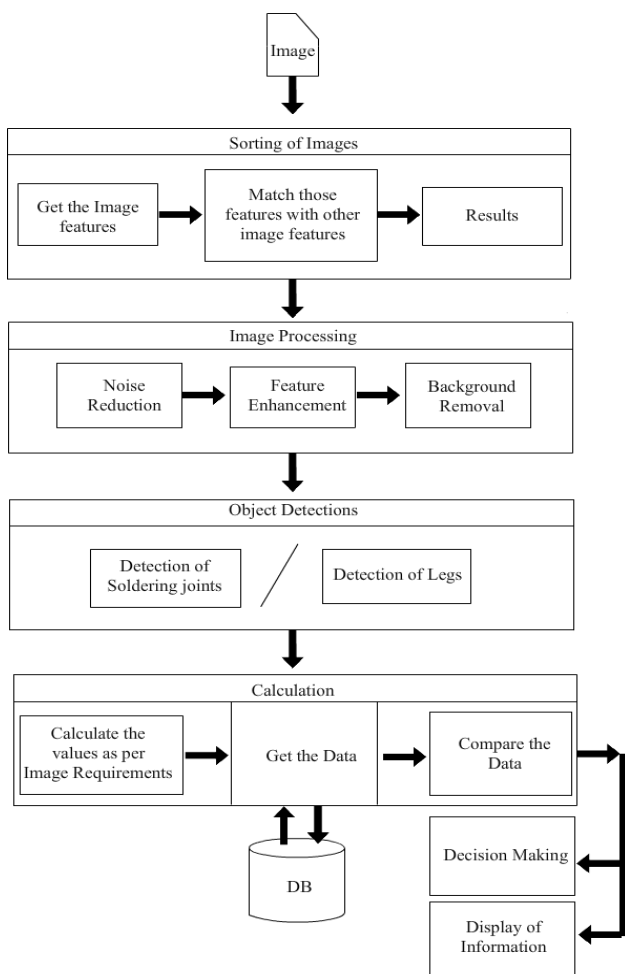 Image
Sorting of Images
Get the Image
features
Match those
features with other
image features
Results
Image Processing
Noise
Reduction
Feature
Enhancement
Background
Removal
Object Detections
Detection of
Soldering joints
Detection of Legs
Calculation
Calculate the
values as per
Image Requirements
Get the Data
Compare the
Data
DB
Decision Making
Display of
Information